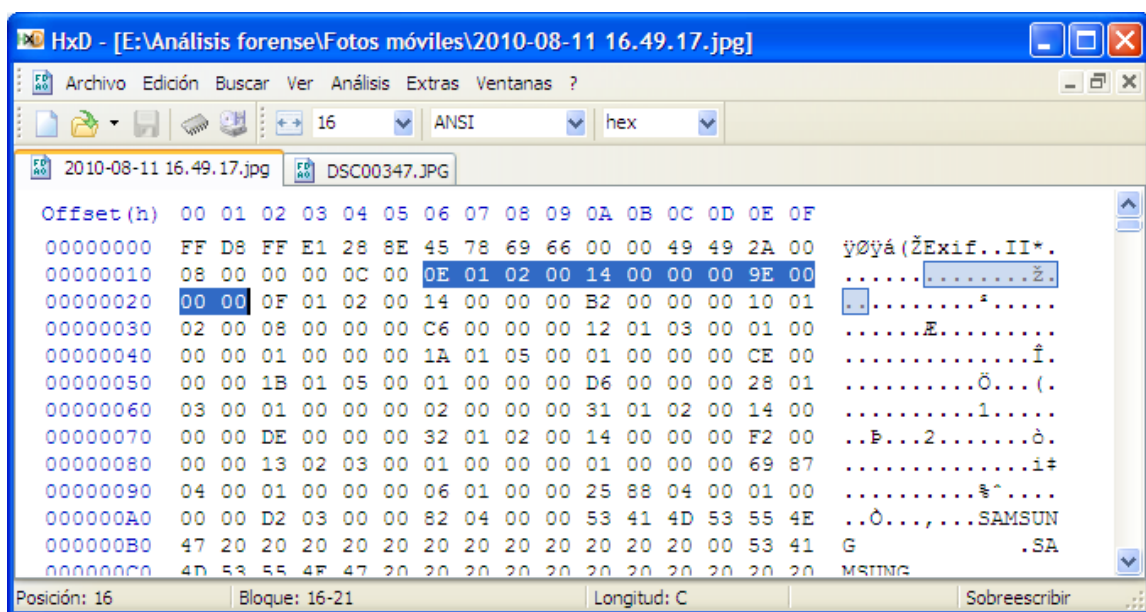 HxD - [E:\Análisis forense\Fotos móviles\2010-08-11 16.49.17.jpg]
Archivo Edición Buscar Ver Análisis Extras Ventanas ?
16 ANSI hex
2010-08-11 16.49.17.jpg DSC00347.JPG
Offset(h) 00 01 02 03 04 05 06 07 08 09 0A 0B 0C 0D 0E 0F
00000000 FF D8 FF E1 28 8E 45 78 69 66 00 00 49 49 2A 00 ÿØÿá(ŽExif..II*.
00000010 08 00 00 00 0C 00 0E 01 02 00 14 00 00 00 9E 00 ..............ž.
00000020 00 00 0F 01 02 00 14 00 00 00 B2 00 00 00 10 01 ..........².....
00000030 02 00 08 00 00 00 C6 00 00 00 12 01 03 00 01 00 ......Æ.........
00000040 00 00 01 00 00 00 1A 01 05 00 01 00 00 00 CE 00 ..............Î.
00000050 00 00 1B 01 05 00 01 00 00 00 D6 00 00 00 28 01 ..........Ö...(.
00000060 03 00 01 00 00 00 02 00 00 00 31 01 02 00 14 00 ..........1.....
00000070 00 00 DE 00 00 00 32 01 02 00 14 00 00 00 F2 00 ..Þ...2.......ò.
00000080 00 00 13 02 03 00 01 00 00 00 01 00 00 00 69 87 ..............i‡
00000090 04 00 01 00 00 00 06 01 00 00 25 88 04 00 01 00 ..........%ˆ....
000000A0 00 00 D2 03 00 00 82 04 00 00 53 41 4D 53 55 4E ..Ò...‚...SAMSUN
000000B0 47 20 20 20 20 20 20 20 20 20 20 20 20 00 53 41 G .SA
000000C0 4D 53 55 4E 47 20 20 20 20 20 20 20 20 20 20 20 MSUNG
Posición: 16 Bloque: 16-21 Longitud: C Sobreescribir